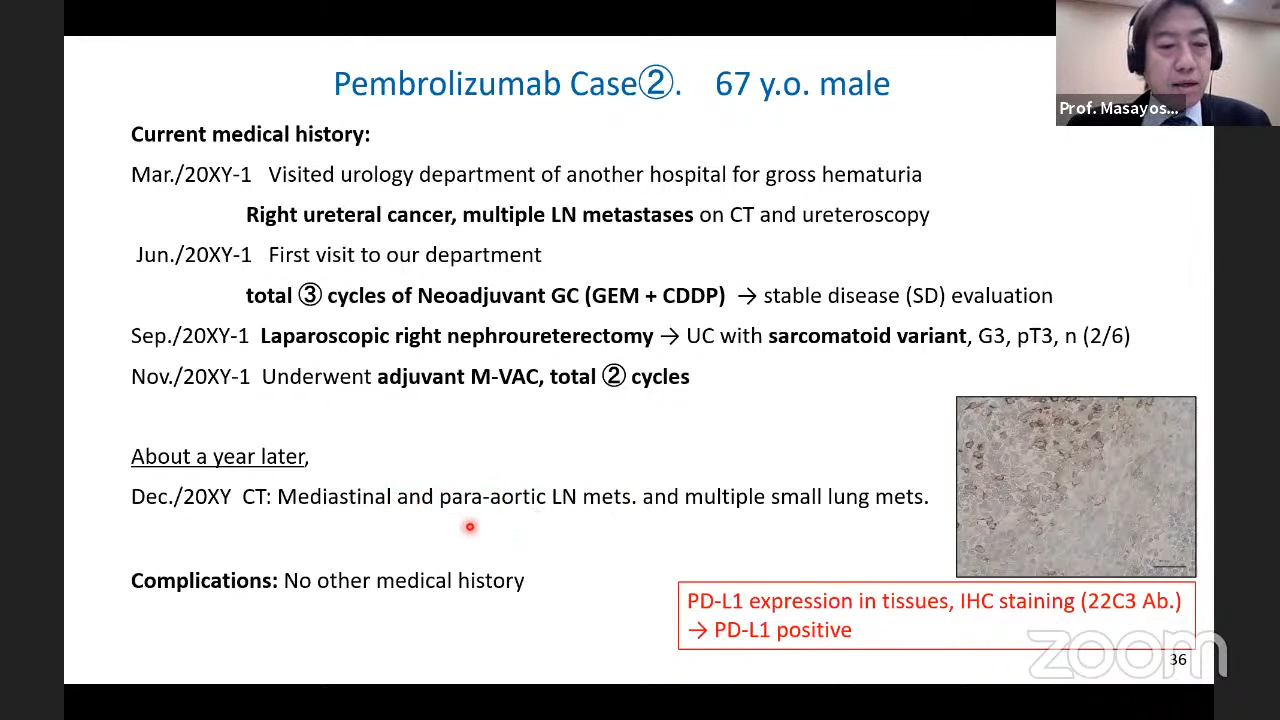 Pembrolizumab Case②. 67 y.o. male
Prof. Masayos...
Current medical history:
Mar./20XY-1 Visited urology department of another hospital for gross hematuria
Right ureteral cancer, multiple LN metastases on CT and ureteroscopy
Jun./20XY-1 First visit to our department
total ③ cycles of Neoadjuvant GC (GEM + CDDP) → stable disease (SD) evaluation
Sep./20XY-1 Laparoscopic right nephroureterectomy → UC with sarcomatoid variant, G3, pT3, n (2/6)
Nov./20XY-1 Underwent adjuvant M-VAC, total ② cycles
About a year later,
Dec./20XY CT: Mediastinal and para-aortic LN mets. and multiple small lung mets.
Complications: No other medical history
PD-L1 expression in tissues, IHC staining (22C3 Ab.)
→ PD-L1 positive
zoom
36